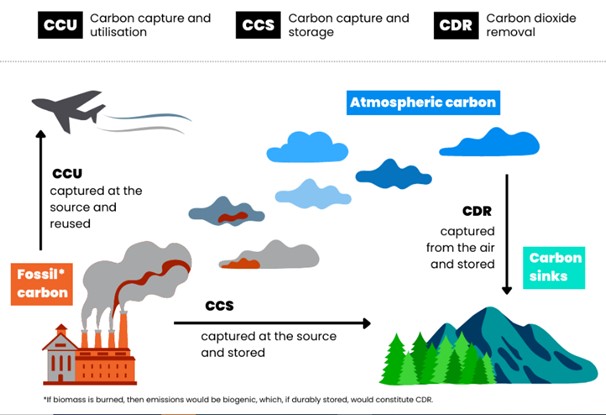 CCU Carbon capture and
utilisation
CCS Carbon capture and
storage
CDR Carbon dioxide
removal
Atmospheric carbon
CCU
captured at the
source and
reused
CDR
captured
from the air
and stored
Carbon
sinks
Fossil*
carbon
CCS
captured at the source
and stored
*If biomass is burned, then emissions would be biogenic, which, if durably stored, would constitute CDR.